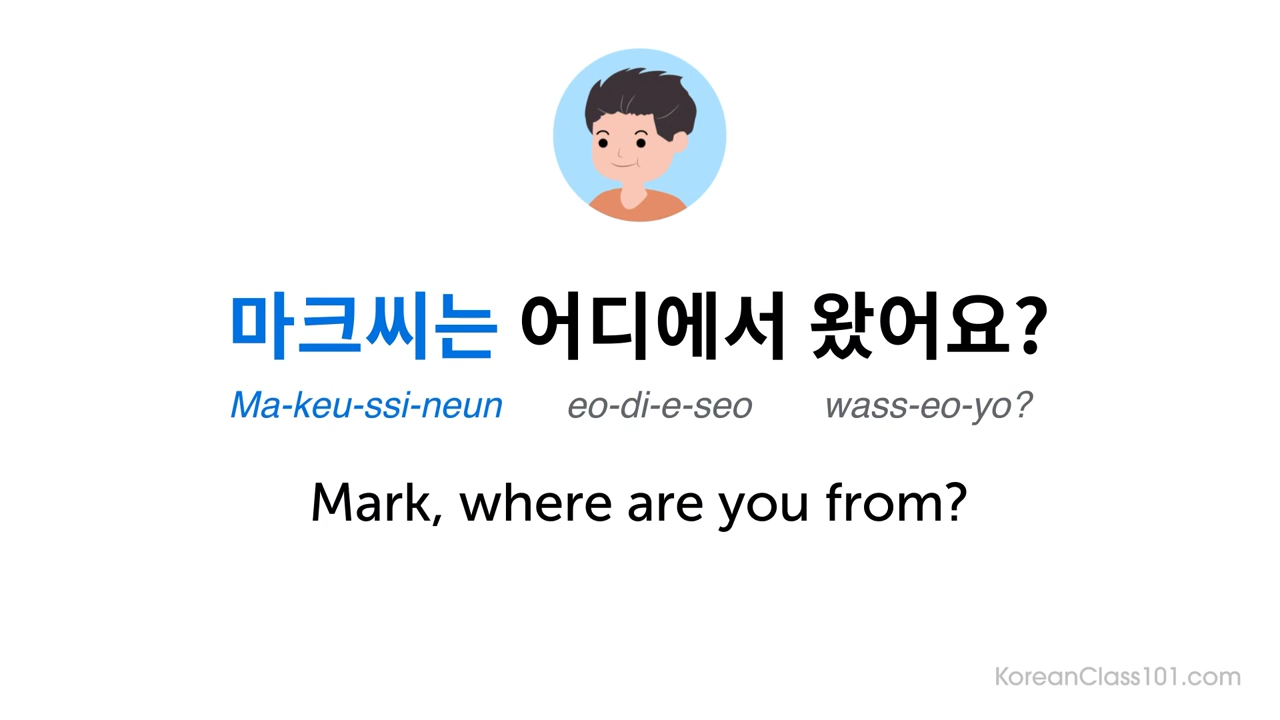 마크씨는 어디에서 왔어요?
Ma-keu-ssi-neun eo-di-e-seo wass-eo-yo?
Mark, where are you from?
KoreanClass101.com